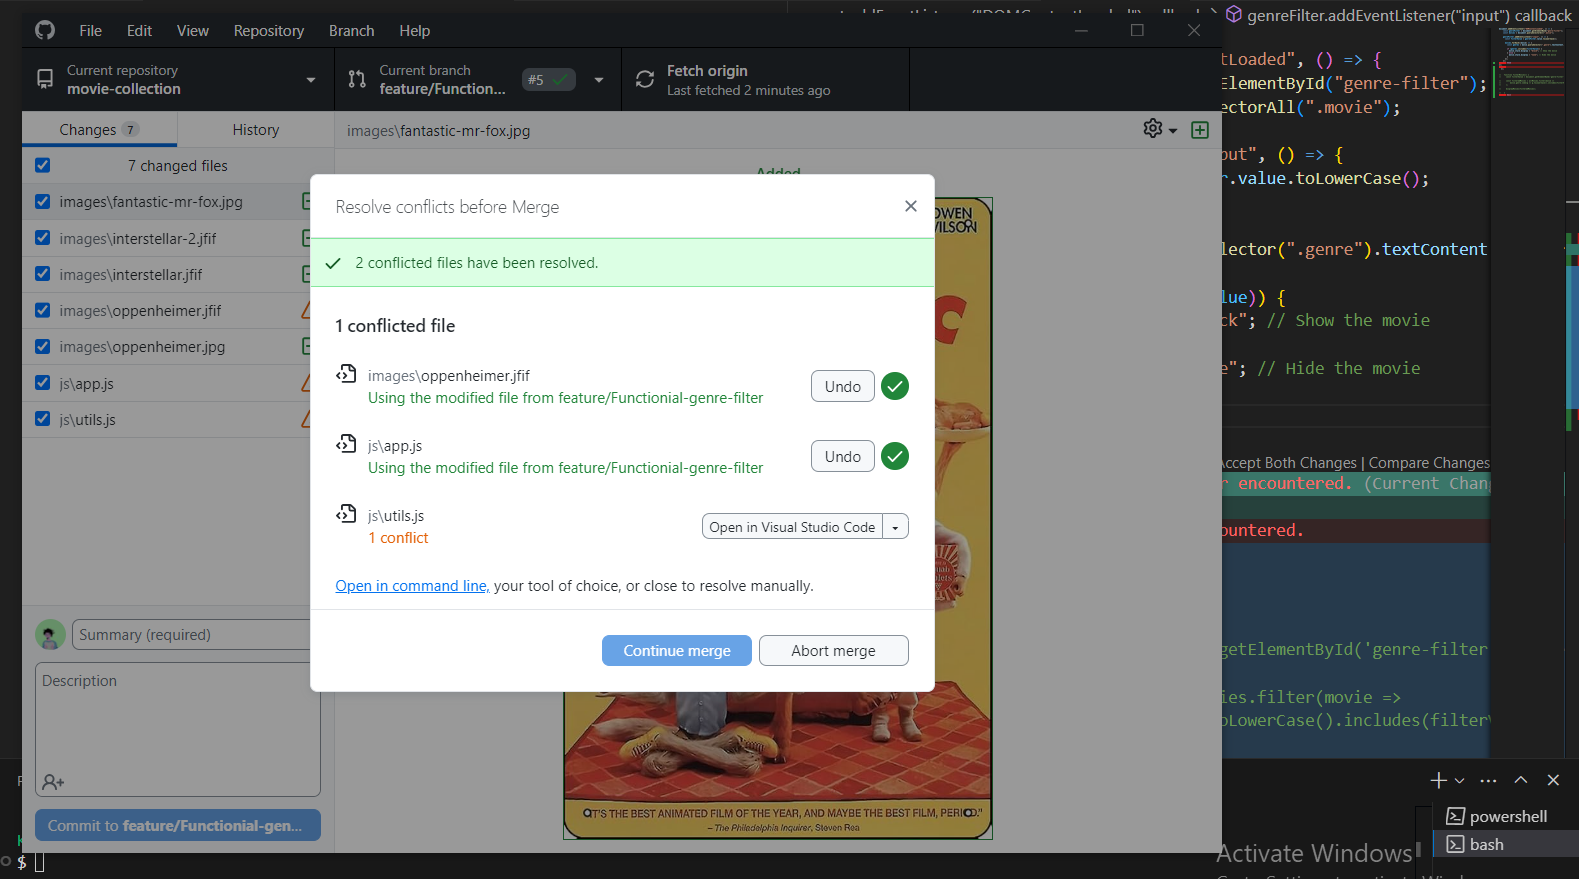 genreFilter.addEventListener("input") callback
File Edit View Repository Branch Help
Current repository
movie-collection
Current branch
feature/Function...
#5
Fetch origin
Last fetched 2 minutes ago
Changes 7
History
images\fantastic-mr-fox.jpg
7 changed files
Added
images\fantastic-mr-fox.jpg
images\interstellar-2.jfif
images\interstellar.jfif
images\oppenheimer.jfif
images\oppenheimer.jpg
js\app.js
js\utils.js
Summary (required)
Description
Commit to feature/Functionial-gen...
Resolve conflicts before Merge
2 conflicted files have been resolved.
1 conflicted file
images\oppenheimer.jfif
Using the modified file from feature/Functionial-genre-filter
Undo
js\app.js
Using the modified file from feature/Functionial-genre-filter
Undo
js\utils.js
1 conflict
Open in Visual Studio Code
Open in command line, your tool of choice, or close to resolve manually.
Continue merge
Abort merge
OWEN
WILSON
"IT'S THE BEST ANIMATED FILM OF THE YEAR, AND MAYBE THE BEST FILM, PERIOD."
– The Philadelphia Inquirer, Steven Rea
tLoaded", () => {
ElementById("genre-filter");
ectorAll(".movie");
put", () => {
r.value.toLowerCase();
lector(".genre").textContent
lue)) {
ck"; // Show the movie
e"; // Hide the movie
Accept Both Changes | Compare Changes
r encountered. (Current Chan
ountered.
getElementById('genre-filter
ies.filter(movie =>
oLowerCase().includes(filter
powershell
bash
Activate Windows
$